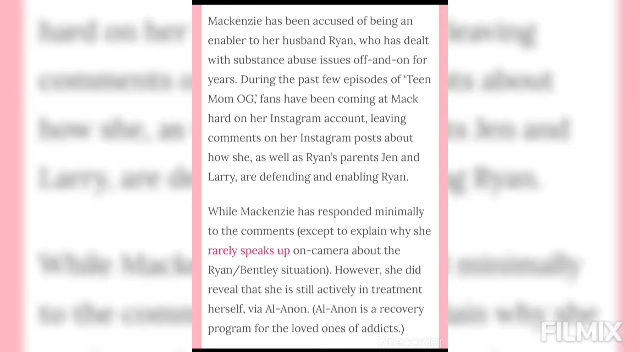 Mackenzie has been accused of being an
enabler to her husband Ryan, who has dealt
with substance abuse issues off-and-on for
years. During the past few episodes of ‘Teen
Mom OG,’ fans have been coming at Mack
hard on her Instagram account, leaving
comments on her Instagram posts about
how she, as well as Ryan’s parents Jen and
Larry, are defending and enabling Ryan.
While Mackenzie has responded minimally
to the comments (except to explain why she
rarely speaks up on-camera about the
Ryan/Bentley situation). However, she did
reveal that she is still actively in treatment
herself, via Al-Anon. (Al-Anon is a recovery
program for the loved ones of addicts.)
FILMIX